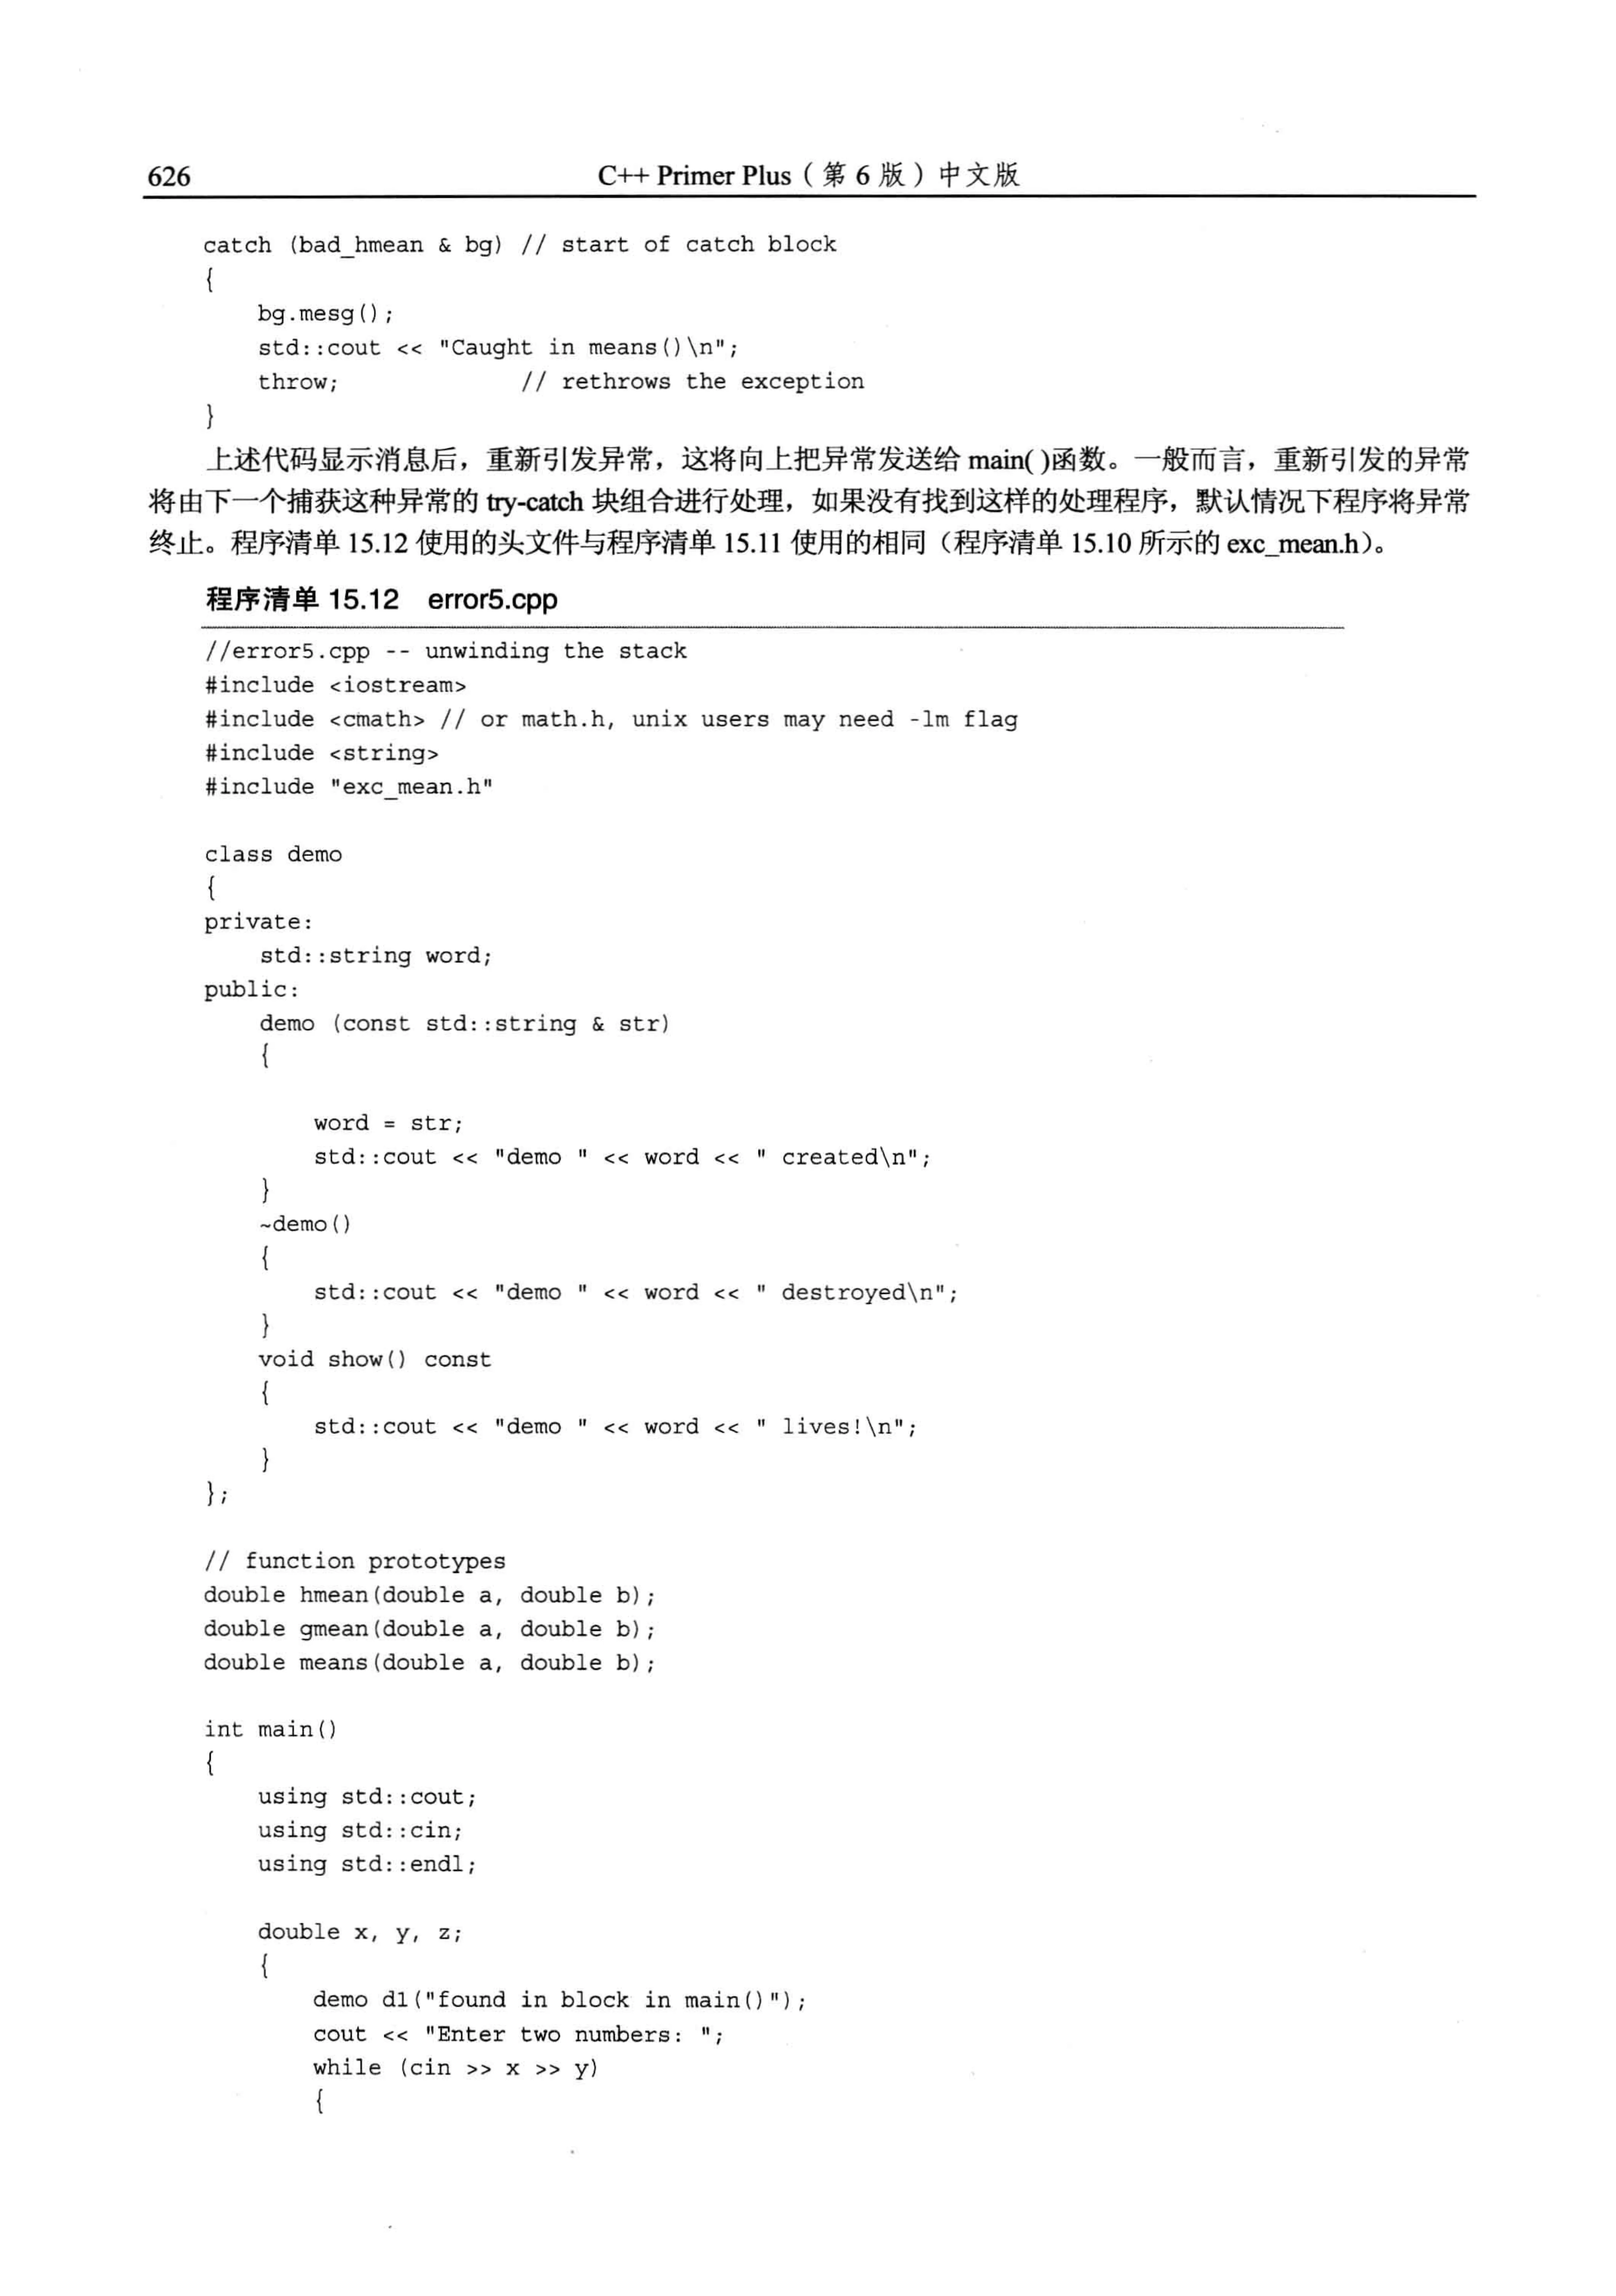 626
C++ Primer Plus（第 6 版）中文版
catch (bad_hmean & bg) // start of catch block
{
    bg.mesg();
    std::cout << "Caught in means()\n";
    throw;             // rethrows the exception
}
上述代码显示消息后，重新引发异常，这将向上把异常发送给 main( )函数。一般而言，重新引发的异常
将由下一个捕获这种异常的 try-catch 块组合进行处理，如果没有找到这样的处理程序，默认情况下程序将异常
终止。程序清单 15.12 使用的头文件与程序清单 15.11 使用的相同（程序清单 15.10 所示的 exc_mean.h）。
程序清单 15.12  error5.cpp
//error5.cpp -- unwinding the stack
#include <iostream>
#include <cmath> // or math.h, unix users may need -lm flag
#include <string>
#include "exc_mean.h"
class demo
{
private:
    std::string word;
public:
    demo (const std::string & str)
    {
        word = str;
        std::cout << "demo " << word << " created\n";
    }
    ~demo()
    {
        std::cout << "demo " << word << " destroyed\n";
    }
    void show() const
    {
        std::cout << "demo " << word << " lives!\n";
    }
};
// function prototypes
double hmean(double a, double b);
double gmean(double a, double b);
double means(double a, double b);
int main()
{
    using std::cout;
    using std::cin;
    using std::endl;
    double x, y, z;
    {
        demo d1("found in block in main()");
        cout << "Enter two numbers: ";
        while (cin >> x >> y)
        {